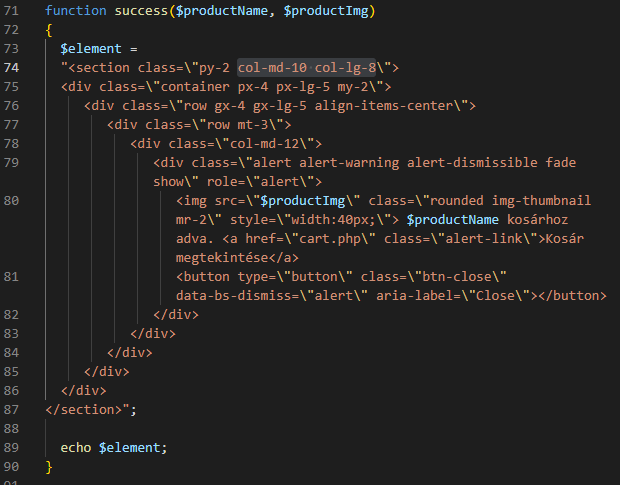 71 function success($productName, $productImg)
72 {
73 $element =
74 "<section class=\"py-2 col-md-10 col-lg-8\">
75 <div class=\"container px-4 px-lg-5 my-2\">
76 <div class=\"row gx-4 gx-lg-5 align-items-center\">
77 <div class=\"row mt-3\">
78 <div class=\"col-md-12\">
79 <div class=\"alert alert-warning alert-dismissible fade
show\" role=\"alert\">
80 <img src=\"$productImg\" class=\"rounded img-thumbnail
mr-2\" style=\"width:40px;\"> $productName kosárhoz
adva. <a href=\"cart.php\" class=\"alert-link\">Kosár
megtekintése</a>
81 <button type=\"button\" class=\"btn-close\"
data-bs-dismiss=\"alert\" aria-label=\"Close\"></button>
82 </div>
83 </div>
84 </div>
85 </div>
86 </div>
87 </section>";
88
89 echo $element;
90 }
91